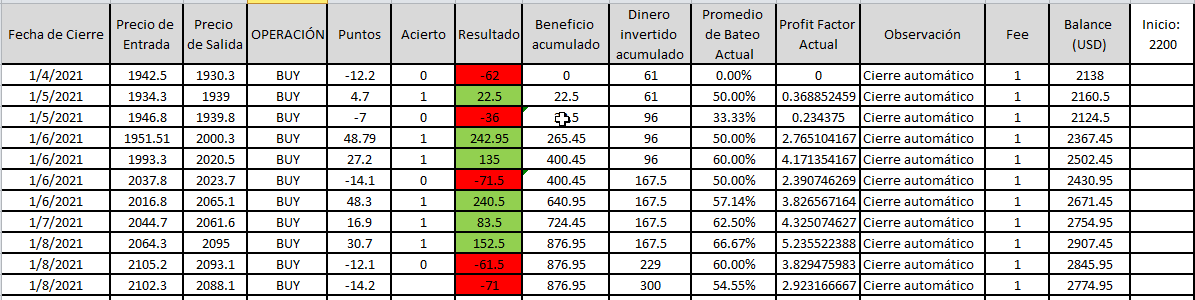 Fecha de Cierre Precio de Entrada Precio de Salida OPERACIÓN Puntos Acierto Resultado Beneficio acumulado Dinero invertido acumulado Promedio de Bateo Actual Profit Factor Actual Observación Fee Balance (USD) Inicio: 2200
1/4/2021 1942.5 1930.3 BUY -12.2 0 -62 0 61 0.00% 0 Cierre automático 1 2138
1/5/2021 1934.3 1939 BUY 4.7 1 22.5 22.5 61 50.00% 0.368852459 Cierre automático 1 2160.5
1/5/2021 1946.8 1939.8 BUY -7 0 -36 96 33.33% 0.234375 Cierre automático 1 2124.5
1/6/2021 1951.51 2000.3 BUY 48.79 1 242.95 265.45 96 50.00% 2.765104167 Cierre automático 1 2367.45
1/6/2021 1993.3 2020.5 BUY 27.2 1 135 400.45 96 60.00% 4.171354167 Cierre automático 1 2502.45
1/6/2021 2037.8 2023.7 BUY -14.1 0 -71.5 400.45 167.5 50.00% 2.390746269 Cierre automático 1 2430.95
1/6/2021 2016.8 2065.1 BUY 48.3 1 240.5 640.95 167.5 57.14% 3.826567164 Cierre automático 1 2671.45
1/7/2021 2044.7 2061.6 BUY 16.9 1 83.5 724.45 167.5 62.50% 4.325074627 Cierre automático 1 2754.95
1/8/2021 2064.3 2095 BUY 30.7 1 152.5 876.95 167.5 66.67% 5.235522388 Cierre automático 1 2907.45
1/8/2021 2105.2 2093.1 BUY -12.1 0 -61.5 876.95 229 60.00% 3.829475983 Cierre automático 1 2845.95
1/8/2021 2102.3 2088.1 BUY -14.2 -71 876.95 300 54.55% 2.923166667 Cierre automático 1 2774.95